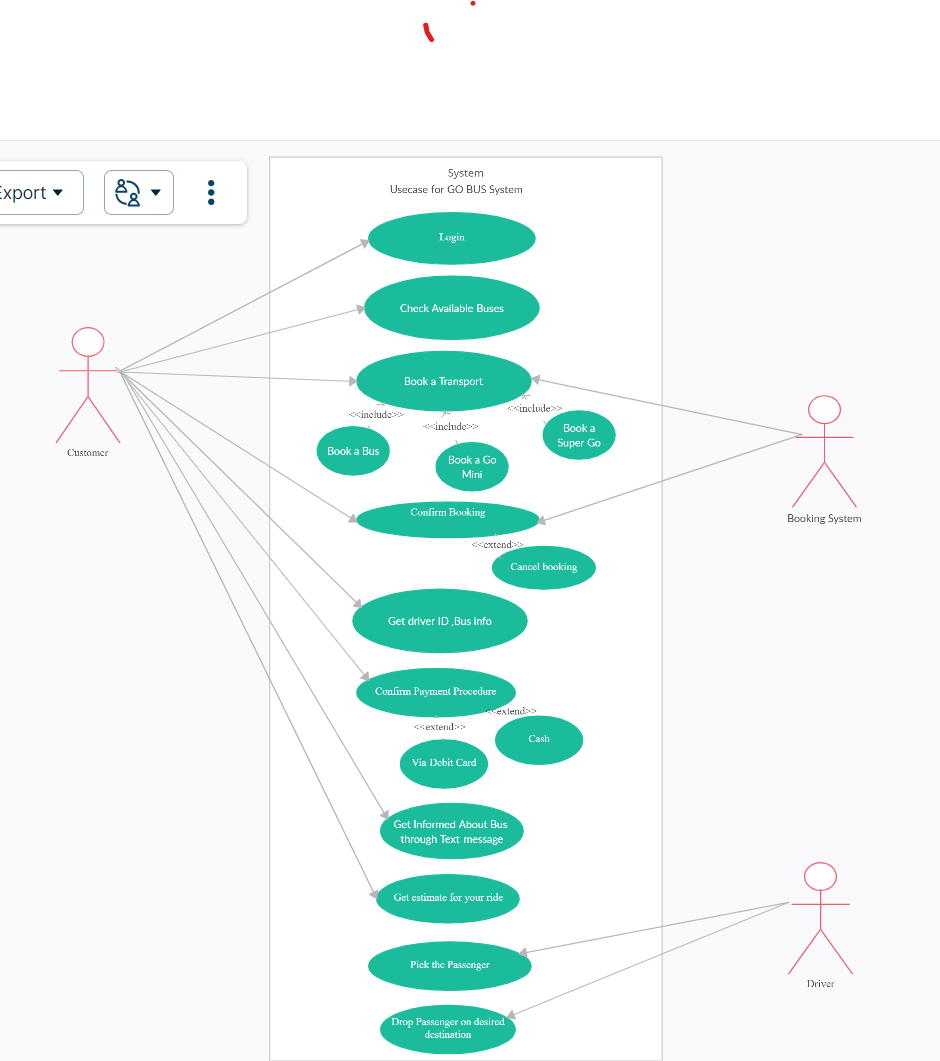 Export
System
Usecase for GO BUS System
Login
Check Available Buses
Book a Transport
<<include>>
<<include>>
<<include>>
Book a Bus
Book a Go
Mini
Book a
Super Go
Customer
Booking System
Confirm Booking
<<extend>>
Cancel booking
Get driver ID ,Bus info
Confirm Payment Procedure
<<extend>>
<<extend>>
Cash
Via Debit Card
Get Informed About Bus
through Text message
Get estimate for your ride
Pick the Passenger
Driver
Drop Passenger on desired
destination